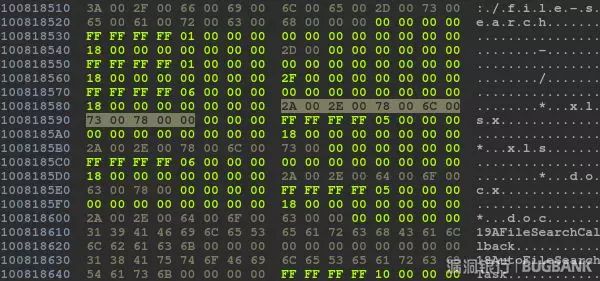 100818510 3A 00 2F 00 66 00 69 00 6C 00 65 00 2D 00 73 00 :./.f.i.l.e.-.s.
100818520 65 00 61 00 72 00 63 00 68 00 00 00 00 00 00 00 e.a.r.c.h.......
100818530 FF FF FF FF 01 00 00 00 00 00 00 00 00 00 00 00 ................
100818540 18 00 00 00 00 00 00 00 2D 00 00 00 00 00 00 00 ........-.......
100818550 FF FF FF FF 01 00 00 00 00 00 00 00 00 00 00 00 ................
100818560 18 00 00 00 00 00 00 00 2F 00 00 00 00 00 00 00 ......../.......
100818570 FF FF FF FF 06 00 00 00 00 00 00 00 00 00 00 00 ................
100818580 18 00 00 00 00 00 00 00 2A 00 2E 00 78 00 6C 00 ........*...x.l.
100818590 73 00 78 00 00 00 00 00 FF FF FF FF 05 00 00 00 s.x.............
1008185A0 00 00 00 00 00 00 00 00 18 00 00 00 00 00 00 00 ................
1008185B0 2A 00 2E 00 78 00 6C 00 73 00 00 00 00 00 00 00 *...x.l.s.......
1008185C0 FF FF FF FF 06 00 00 00 00 00 00 00 00 00 00 00 ................
1008185D0 18 00 00 00 00 00 00 00 2A 00 2E 00 64 00 6F 00 ........*...d.o.
1008185E0 63 00 78 00 00 00 00 00 FF FF FF FF 05 00 00 00 c.x.............
1008185F0 00 00 00 00 00 00 00 00 18 00 00 00 00 00 00 00 ................
100818600 2A 00 2E 00 64 00 6F 00 63 00 00 00 00 00 00 00 *...d.o.c.......
100818610 31 39 41 46 69 6C 65 53 65 61 72 63 68 43 61 6C 19AFileSearchCal
100818620 6C 62 61 63 6B 00 00 00 00 00 00 00 00 00 00 00 lback...........
100818630 31 38 41 75 74 6F 46 69 6C 65 53 65 61 72 63 68 18AutoFileSearch
100818640 54 61 73 6B 00 00 00 00 FF FF FF FF 10 00 00 00 Task............
漏洞银行 | BUGBANK